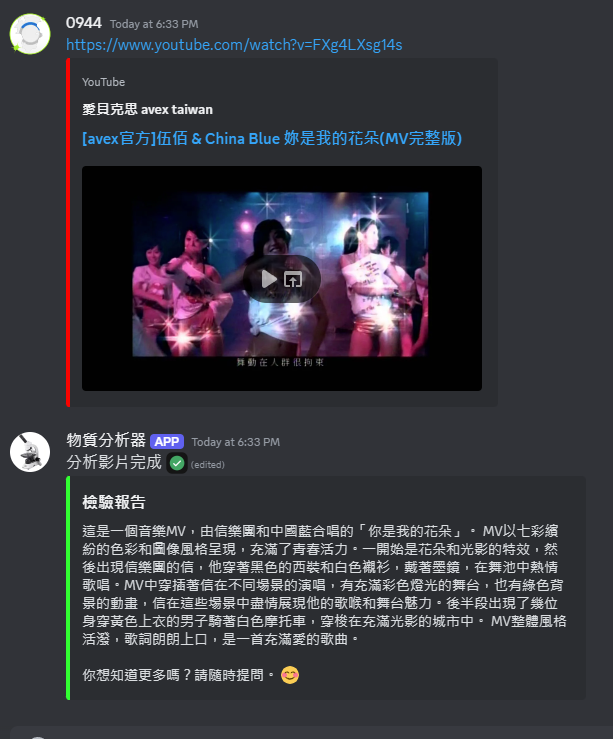 0944 Today at 6:33 PM
https://www.youtube.com/watch?v=FXg4LXsg14s
YouTube
愛貝克思 avex taiwan
[avex官方]伍佰 & China Blue 妳是我的花朵(MV完整版)
舞動在人群很拘束
物質分析器 APP Today at 6:33 PM
分析影片完成 ✅ (edited)
檢驗報告
這是一個音樂MV，由信樂團和中國藍合唱的「你是我的花朵」。 MV以七彩繽
紛的色彩和圖像風格呈現，充滿了青春活力。一開始是花朵和光影的特效，然
後出現信樂團的信，他穿著黑色的西裝和白色襯衫，戴著墨鏡，在舞池中熱情
歌唱。MV中穿插著信在不同場景的演唱，有充滿彩色燈光的舞台，也有綠色背
景的動畫，信在這些場景中盡情展現他的歌喉和舞台魅力。後半段出現了幾位
身穿黃色上衣的男子騎著白色摩托車，穿梭在充滿光影的城市中。 MV整體風格
活潑，歌詞朗朗上口，是一首充滿愛的歌曲。
你想知道更多嗎？請隨時提問。 😊